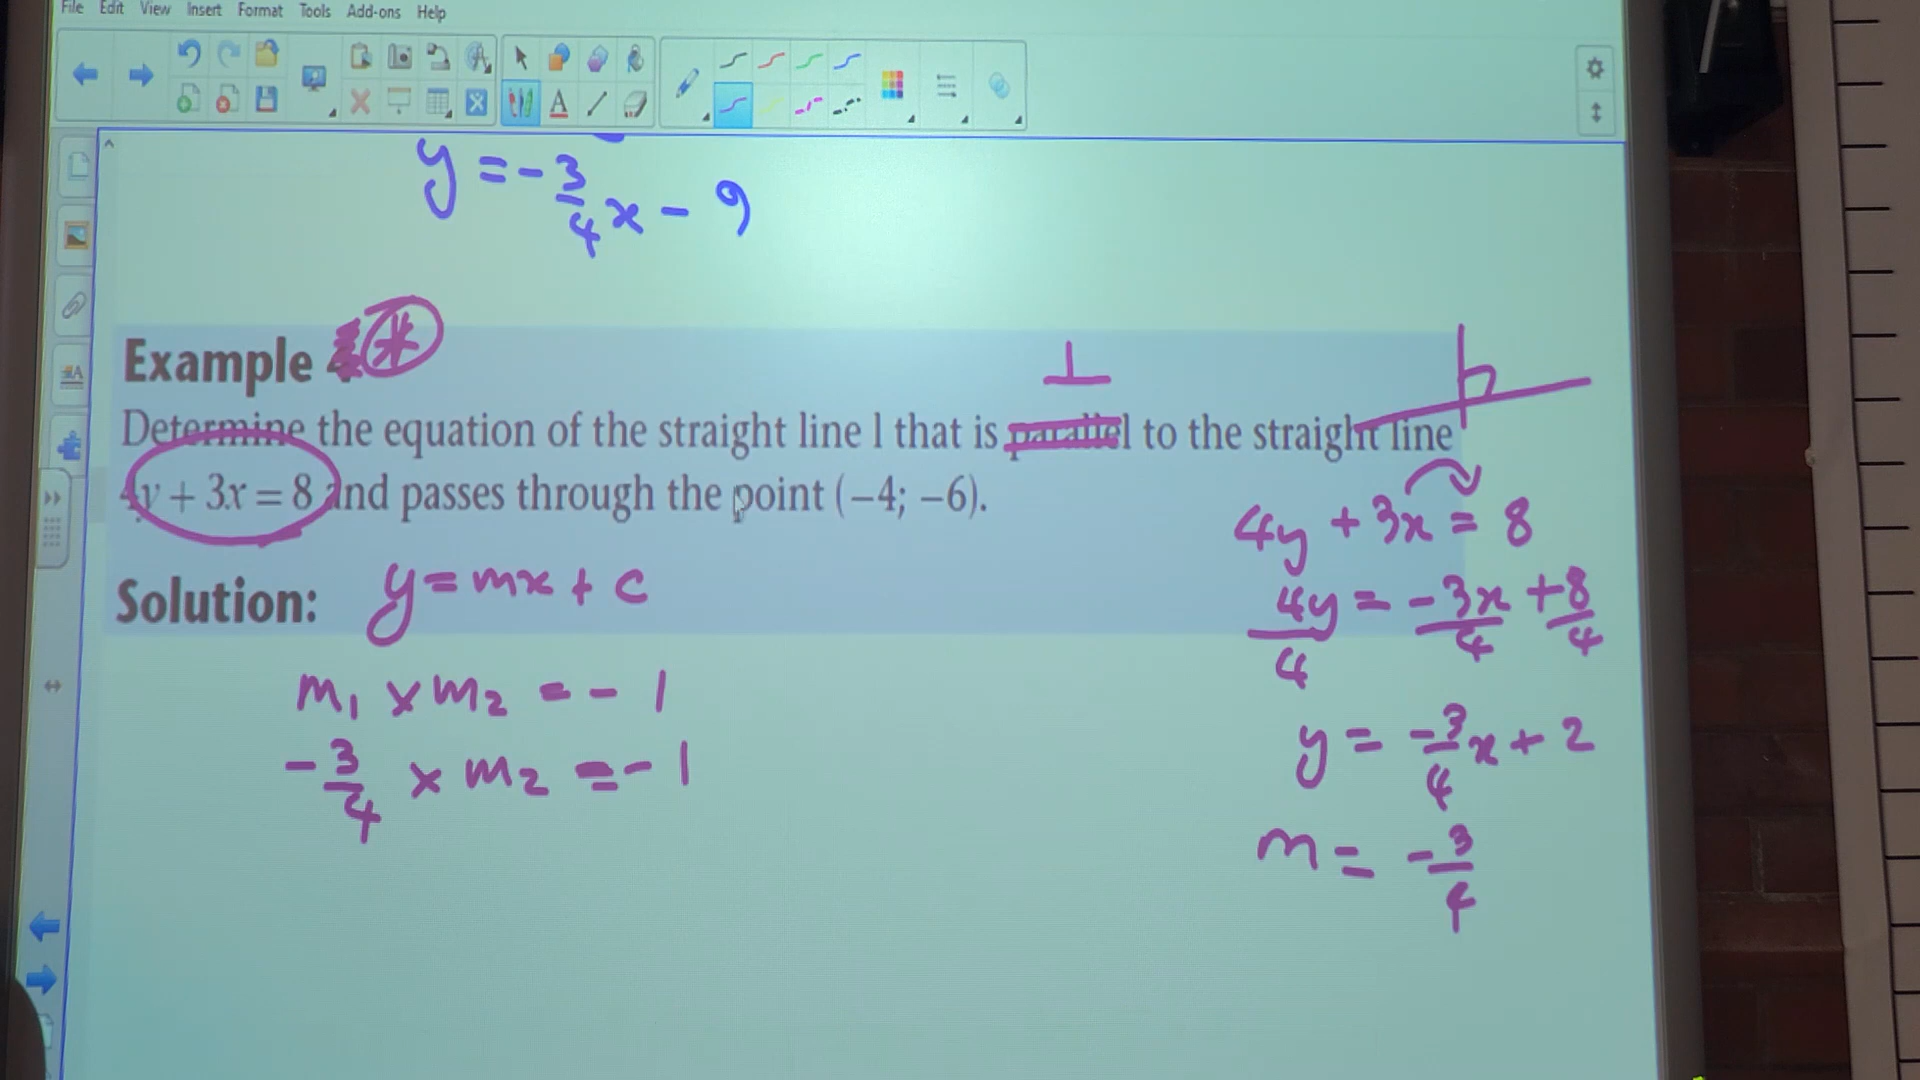 File Edit View Insert Format Tools Add-ons Help
y = -3/4 x - 9
Example *
⊥
Determine the equation of the straight line l that is parallel to the straight line
4y + 3x = 8 and passes through the point (−4; −6).
Solution: y = mx + c
m₁ × m₂ = - 1
-3/4 × m₂ = - 1
4y + 3x = 8
4y/4 = -3x/4 + 8/4
y = -3/4 x + 2
m = -3/4